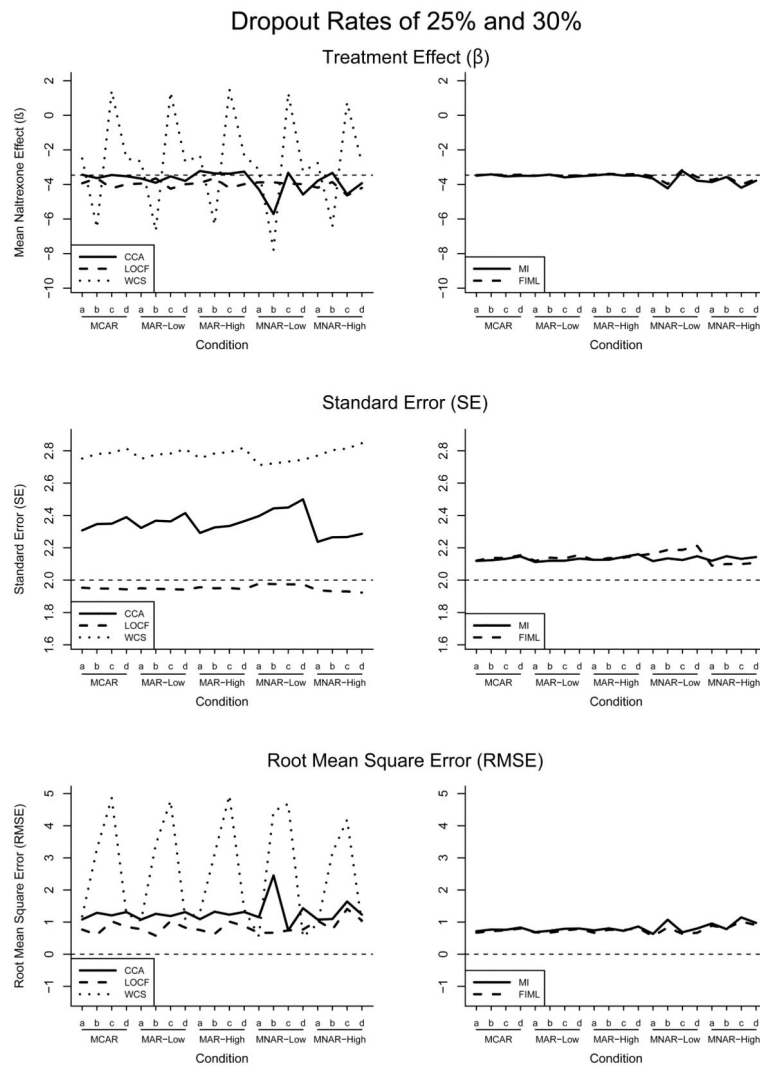 Dropout Rates of 25% and 30%
Treatment Effect (β)
Mean Naltrexone Effect (ß)
2
0
−2
−4
−6
−8
−10
CCA
LOCF
WCS
a b c d a b c d a b c d a b c d a b c d
MCAR MAR−Low MAR−High MNAR−Low MNAR−High
Condition
2
0
−2
−4
−6
−8
−10
MI
FIML
a b c d a b c d a b c d a b c d a b c d
MCAR MAR−Low MAR−High MNAR−Low MNAR−High
Condition
Standard Error (SE)
Standard Error (SE)
2.8
2.6
2.4
2.2
2.0
1.8
1.6
CCA
LOCF
WCS
a b c d a b c d a b c d a b c d a b c d
MCAR MAR−Low MAR−High MNAR−Low MNAR−High
Condition
2.8
2.6
2.4
2.2
2.0
1.8
1.6
MI
FIML
a b c d a b c d a b c d a b c d a b c d
MCAR MAR−Low MAR−High MNAR−Low MNAR−High
Condition
Root Mean Square Error (RMSE)
Root Mean Square Error (RMSE)
5
4
3
2
1
0
−1
CCA
LOCF
WCS
a b c d a b c d a b c d a b c d a b c d
MCAR MAR−Low MAR−High MNAR−Low MNAR−High
Condition
5
4
3
2
1
0
−1
MI
FIML
a b c d a b c d a b c d a b c d a b c d
MCAR MAR−Low MAR−High MNAR−Low MNAR−High
Condition